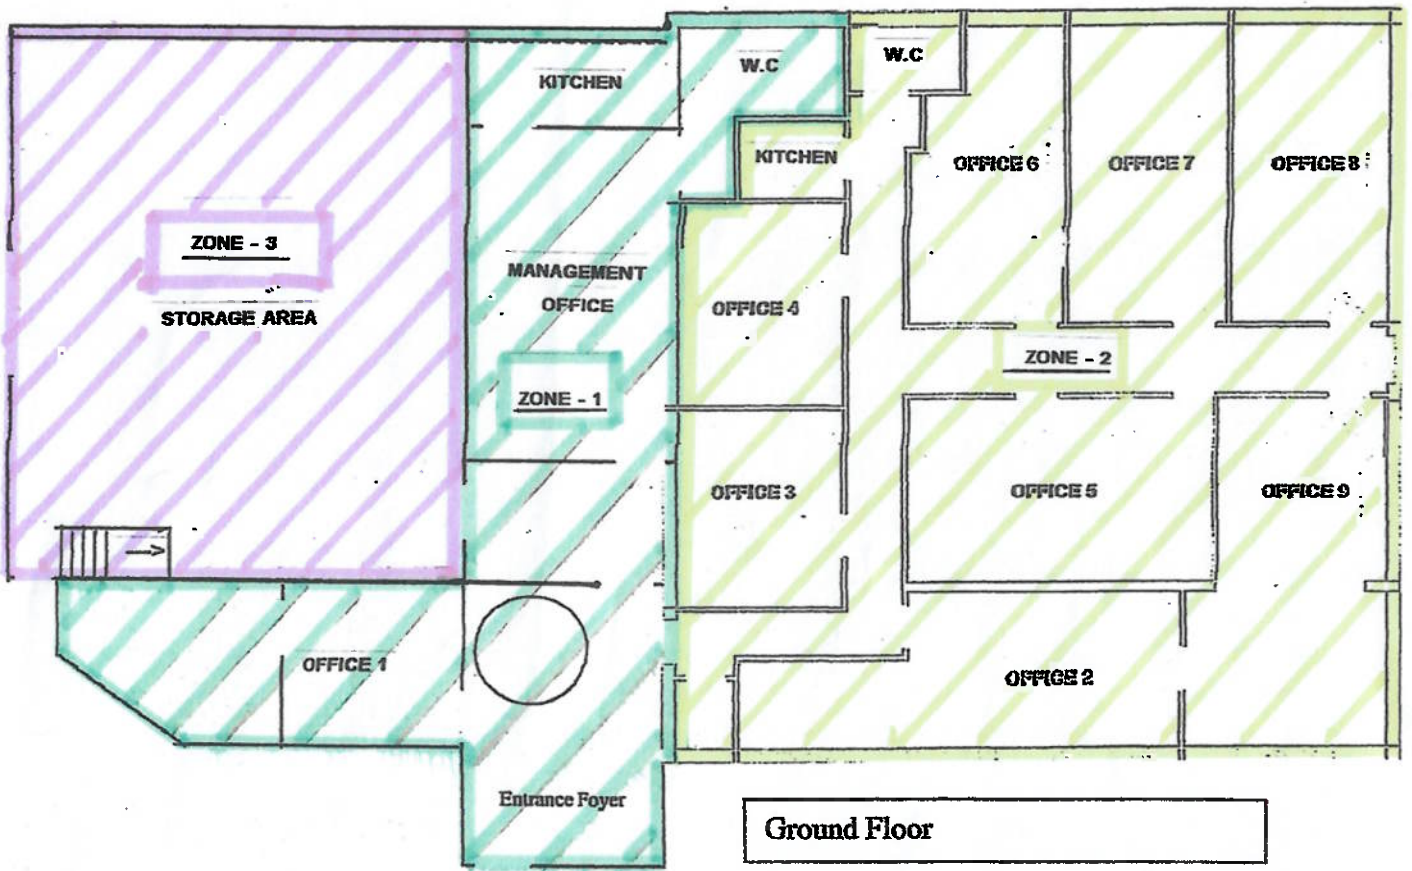 KITCHEN
W.C
W.C
KITCHEN
OFFICE 6
OFFICE 7
OFFICE 8
ZONE - 3
STORAGE AREA
MANAGEMENT
OFFICE
OFFICE 4
ZONE - 2
ZONE - 1
OFFICE 3
OFFICE 5
OFFICE 9
OFFICE 1
OFFICE 2
Entrance Foyer
Ground Floor